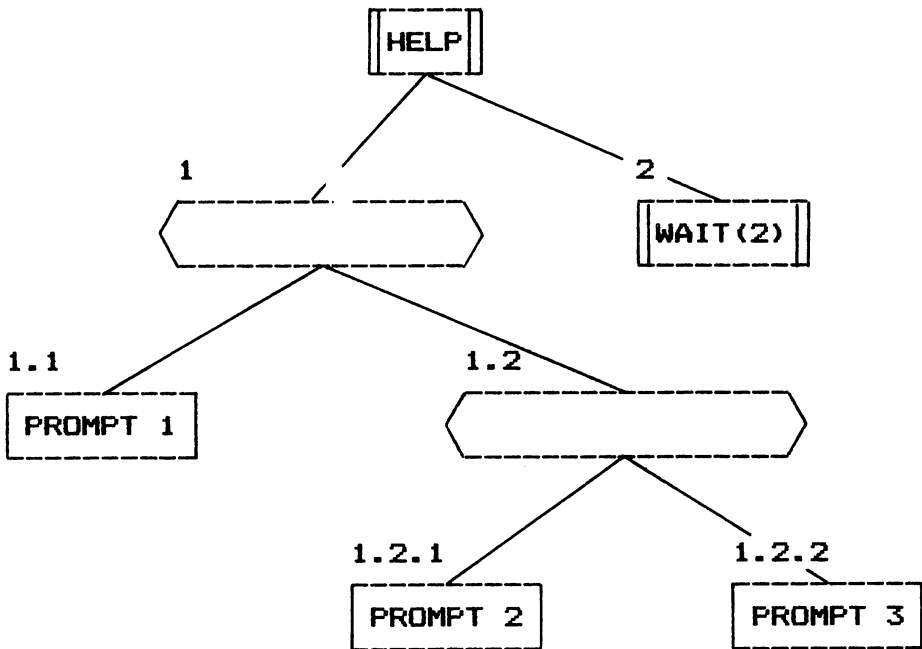 HELP
1
2
WAIT(2)
1.1
1.2
PROMPT 1
1.2.1
1.2.2
PROMPT 2
PROMPT 3